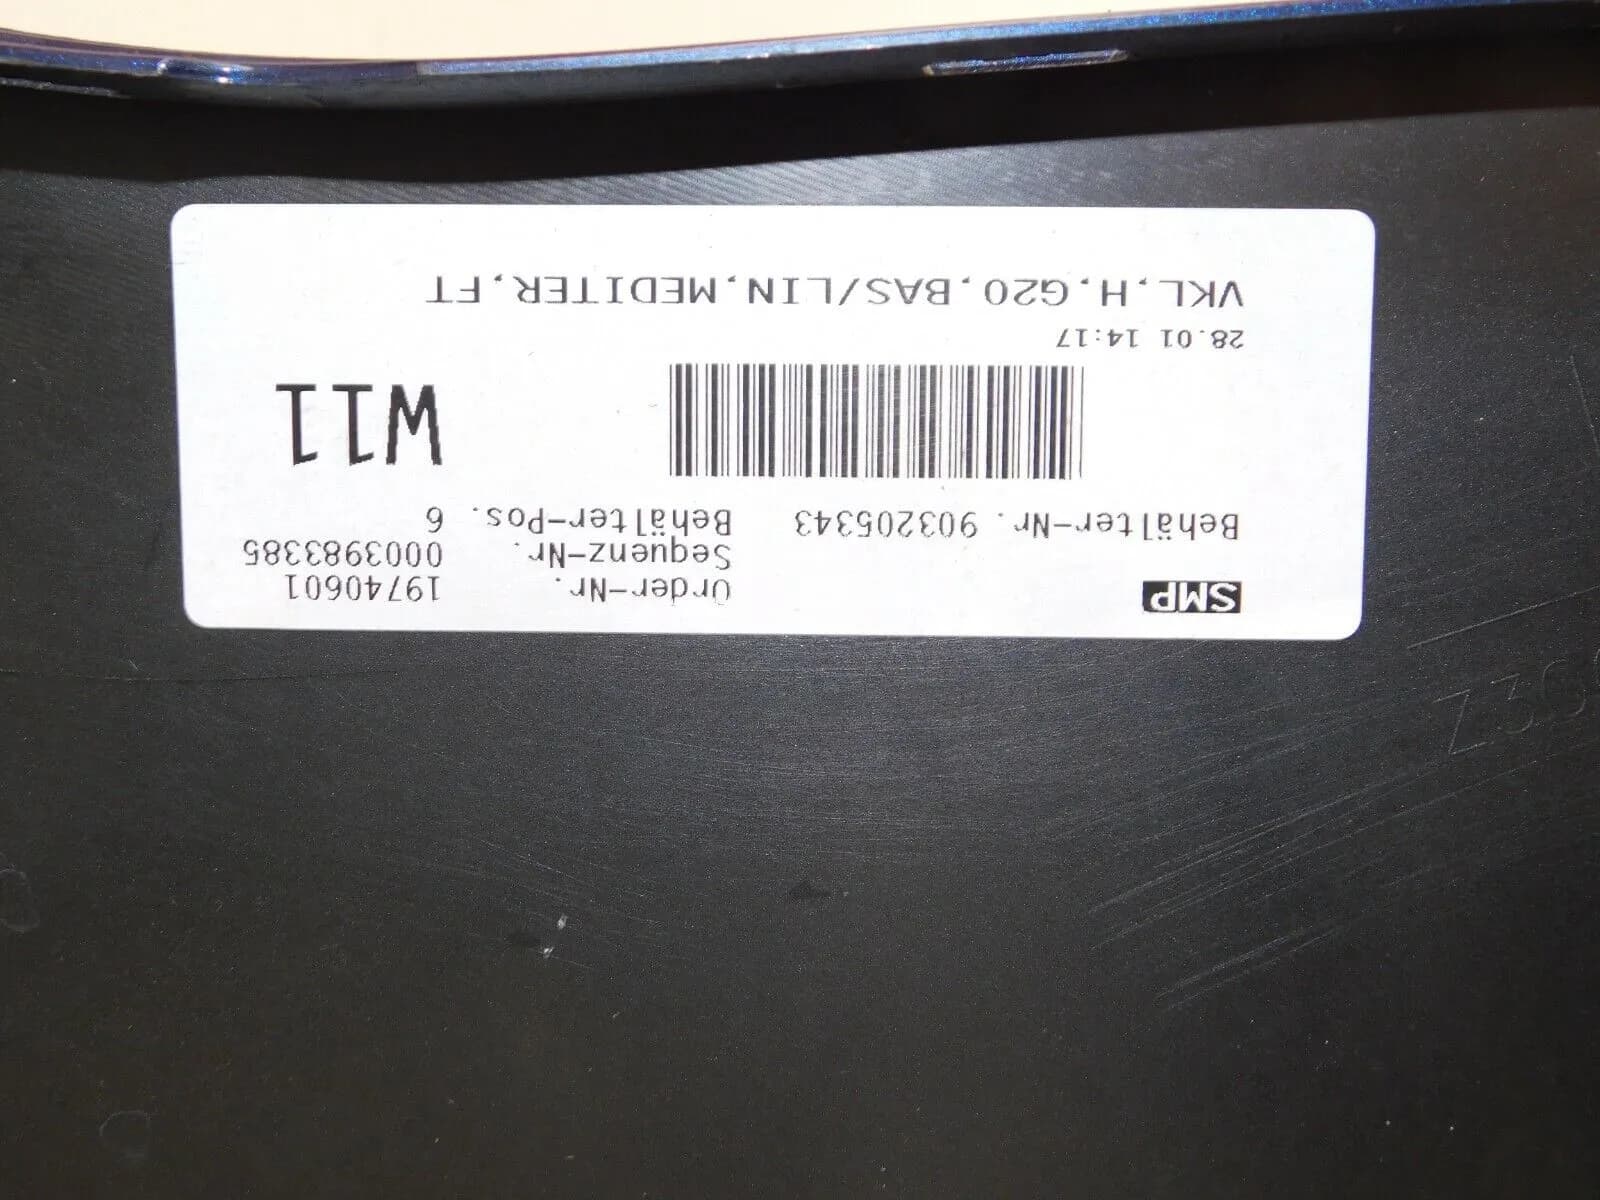 SMP
Order-Nr. 19740601
Sequenz-Nr. 0003983385
Behälter-Nr. 903205343 Behälter-Pos. 6
W11
28.01 14:17
VKL,H,G20,BAS/LIN,MEDITER,FT